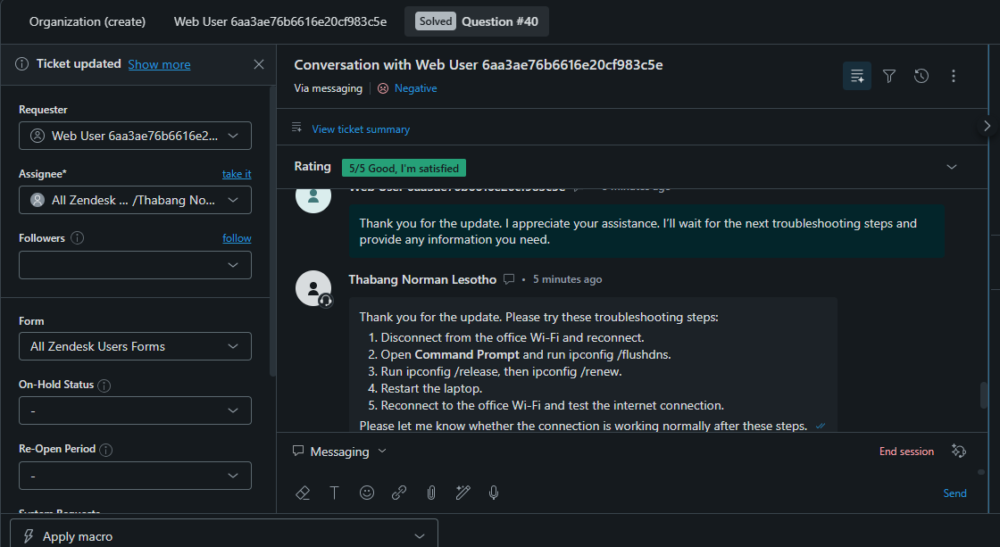 Organization (create)
Web User 6aa3ae76b6616e20cf983c5e
Solved Question #40
Ticket updated Show more
Requester
Web User 6aa3ae76b6616e2...
Assignee* take it
All Zendesk ... /Thabang No...
Followers follow
Form
All Zendesk Users Forms
On-Hold Status
-
Re-Open Period
-
System Requests
Apply macro
Conversation with Web User 6aa3ae76b6616e20cf983c5e
Via messaging Negative
View ticket summary
Rating 5/5 Good, I'm satisfied
Web User 6aa3ae76b6616e20cf983c5e
minutes ago
Thank you for the update. I appreciate your assistance. I’ll wait for the next troubleshooting steps and
provide any information you need.
Thabang Norman Lesotho • 5 minutes ago
Thank you for the update. Please try these troubleshooting steps:
1. Disconnect from the office Wi-Fi and reconnect.
2. Open Command Prompt and run ipconfig /flushdns.
3. Run ipconfig /release, then ipconfig /renew.
4. Restart the laptop.
5. Reconnect to the office Wi-Fi and test the internet connection.
Please let me know whether the connection is working normally after these steps.
Messaging
End session
Send